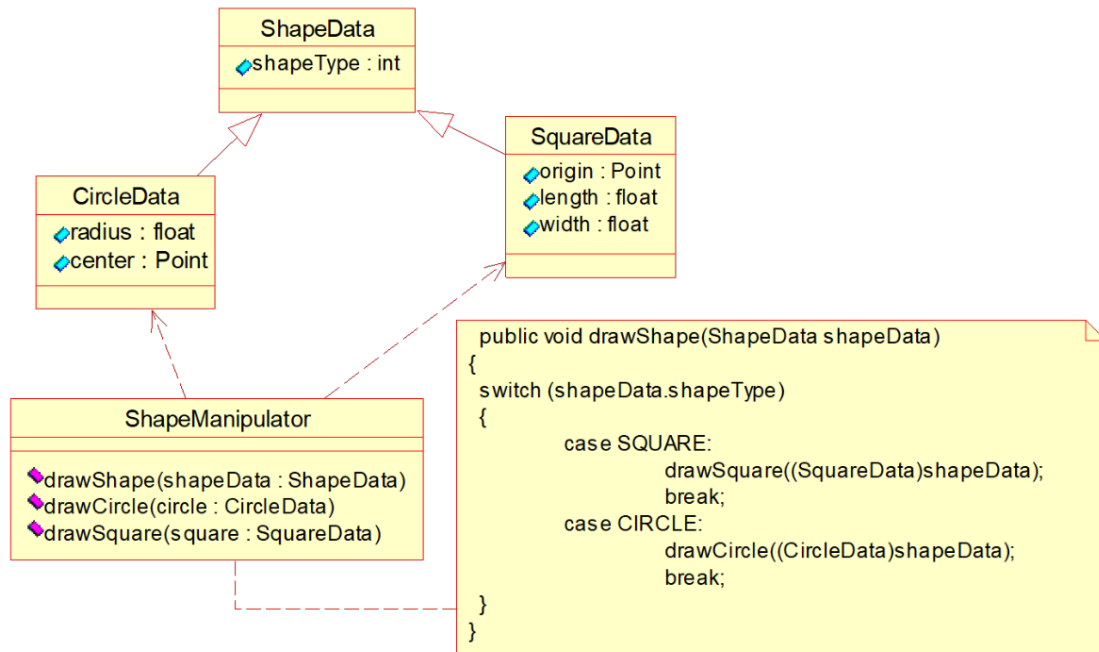 ShapeData
shapeType : int
SquareData
origin : Point
length : float
width : float
CircleData
radius : float
center : Point
ShapeManipulator
drawShape(shapeData : ShapeData)
drawCircle(circle : CircleData)
drawSquare(square : SquareData)
public void drawShape(ShapeData shapeData)
{
switch (shapeData.shapeType)
{
case SQUARE:
drawSquare((SquareData)shapeData);
break;
case CIRCLE:
drawCircle((CircleData)shapeData);
break;
}
}